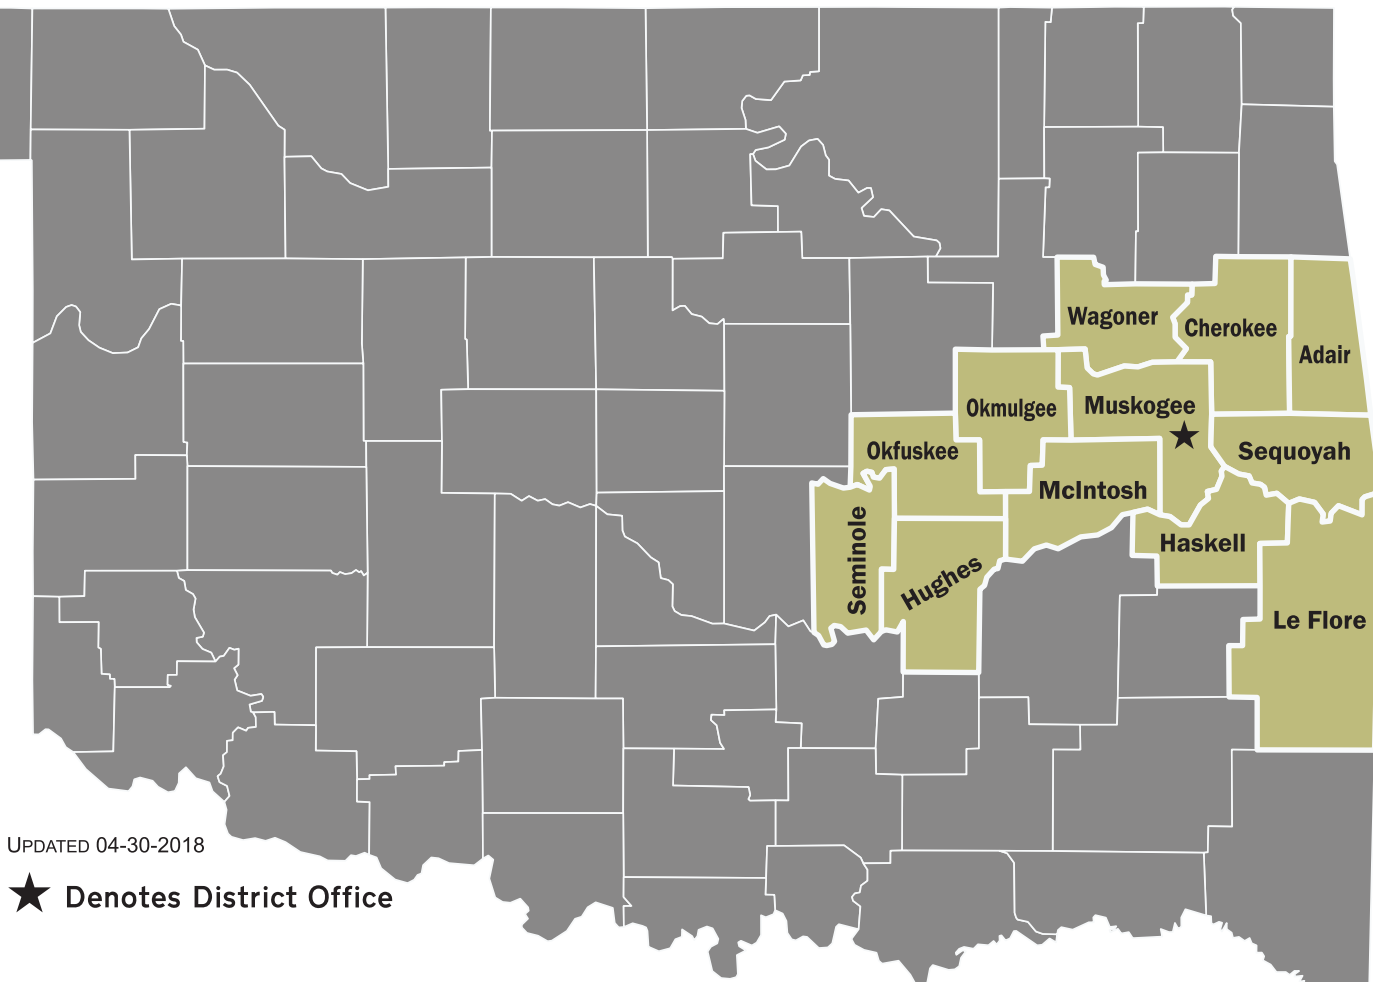 Wagoner
Cherokee
Adair
Okmulgee
Muskogee
Okfuskee
Sequoyah
McIntosh
Seminole
Haskell
Hughes
Le Flore
UPDATED 04-30-2018
Denotes District Office